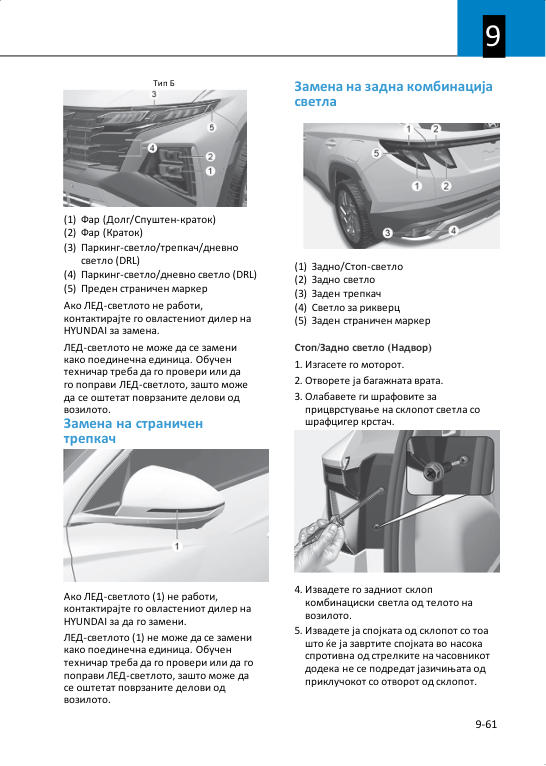 9
Тип Б
3
5
4
2
1
(1) Фар (Долг/Спуштен-краток)
(2) Фар (Краток)
(3) Паркинг-светло/трепкач/дневно
светло (DRL)
(4) Паркинг-светло/дневно светло (DRL)
(5) Преден страничен маркер
Ако ЛЕД-светлото не работи,
контактирајте го овластениот дилер на
HYUNDAI за замена.
ЛЕД-светлото не може да се замени
како поединечна единица. Обучен
техничар треба да го провери или да
го поправи ЛЕД-светлото, зашто може
да се оштетат поврзаните делови од
возилото.
Замена на страничен
трепкач
1
Ако ЛЕД-светлото (1) не работи,
контактирајте го овластениот дилер на
HYUNDAI за да го замени.
ЛЕД-светлото (1) не може да се замени
како поединечна единица. Обучен
техничар треба да го провери или да го
поправи ЛЕД-светлото, зашто може да
се оштетат поврзаните делови од
возилото.
Замена на задна комбинација
светла
1 2
5
1 2
3 4
(1) Задно/Стоп-светло
(2) Задно светло
(3) Заден трепкач
(4) Светло за рикверц
(5) Заден страничен маркер
Стоп/Задно светло (Надвор)
1. Изгасете го моторот.
2. Отворете ја багажната врата.
3. Олабавете ги шрафовите за
прицврстување на склопот светла со
шрафцигер крстач.
4. Извадете го задниот склоп
комбинациски светла од телото на
возилото.
5. Извадете ја спојката од склопот со тоа
што ќе ја завртите спојката во насока
спротивна од стрелките на часовникот
додека не се подредат јазичињата од
приклучокот со отворот од склопот.
9-61